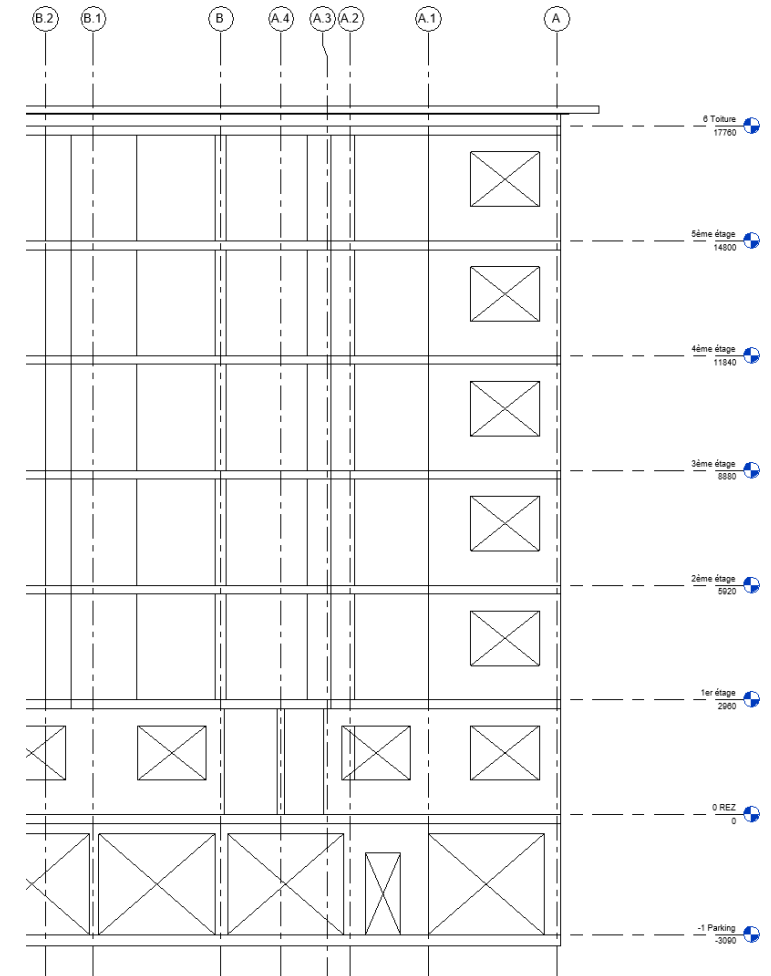 B.2 B.1 B A.4 A.3 A.2 A.1 A
6 Toiture
17760
5ème étage
14800
4ème étage
11840
3ème étage
8880
2ème étage
5920
1er étage
2960
0 REZ
0
-1 Parking
-3090